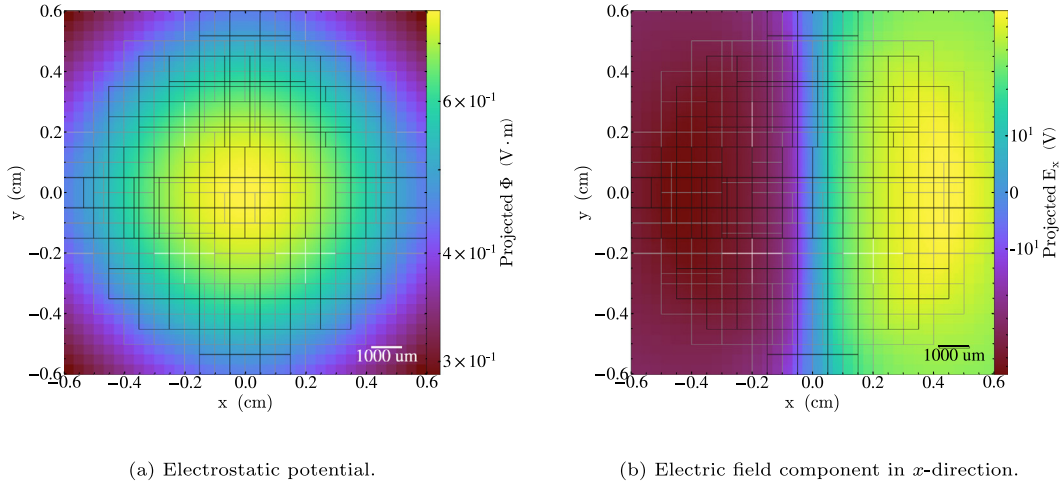 0.6
0.4
0.2
0.0
−0.2
−0.4
−0.6
y (cm)
−0.6 −0.4 −0.2 0.0 0.2 0.4 0.6
x (cm)
1000 um
6×10⁻¹
4×10⁻¹
3×10⁻¹
Projected Φ (V·m)
(a) Electrostatic potential.
0.6
0.4
0.2
0.0
−0.2
−0.4
−0.6
y (cm)
−0.6 −0.4 −0.2 0.0 0.2 0.4 0.6
x (cm)
1000 um
10¹
0
-10¹
Projected Eₓ (V)
(b) Electric field component in x-direction.